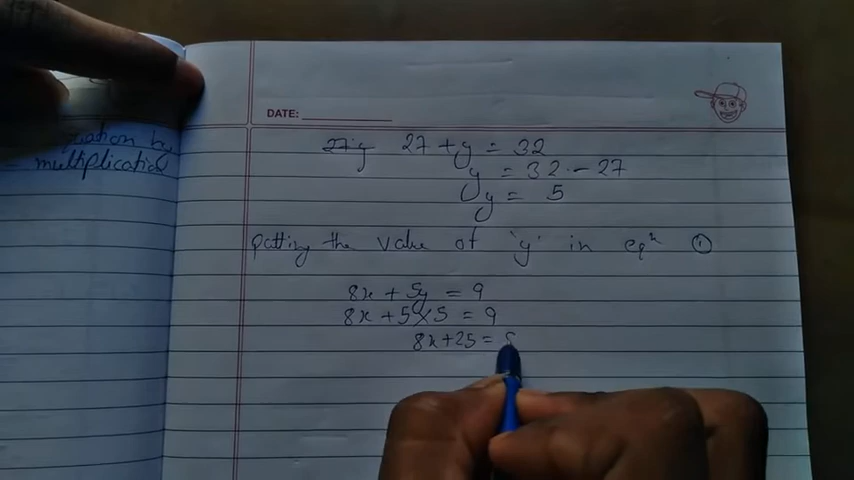 multiplication
DATE:
27y 27 + y = 32
y = 32 - 27
y = 5
putting the value of 'y' in eqⁿ ①
8x + 5y = 9
8x + 5 × 5 = 9
8x + 25 =